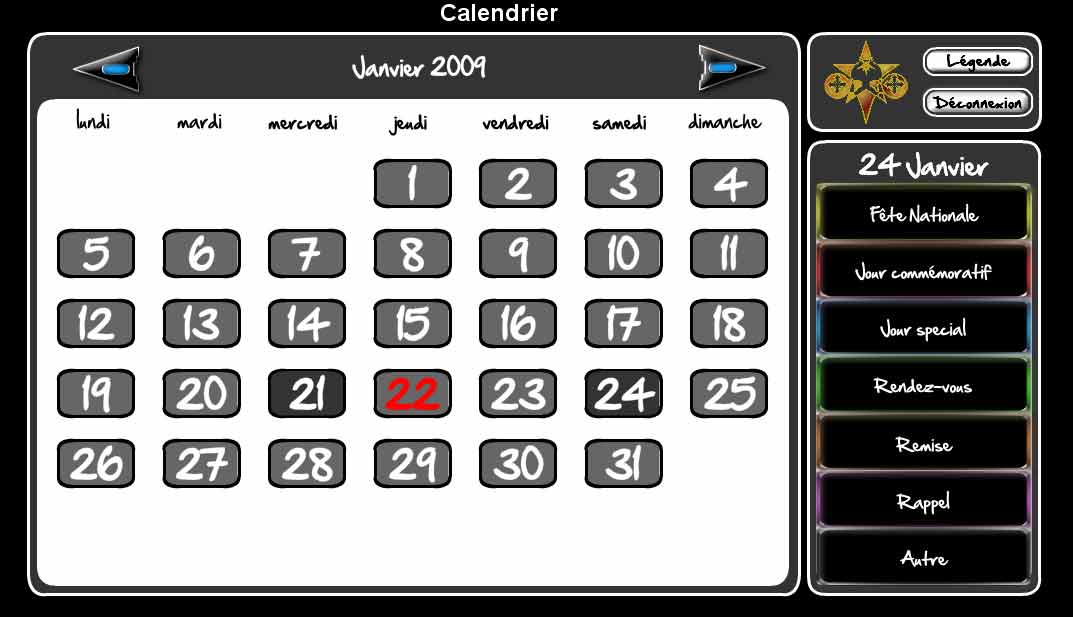 Calendrier
Janvier 2009
lundi mardi mercredi jeudi vendredi samedi dimanche
1 2 3 4
5 6 7 8 9 10 11
12 13 14 15 16 17 18
19 20 21 22 23 24 25
26 27 28 29 30 31
Légende
Déconnexion
24 Janvier
Fête Nationale
Jour commémoratif
Jour special
Rendez-vous
Remise
Rappel
Autre